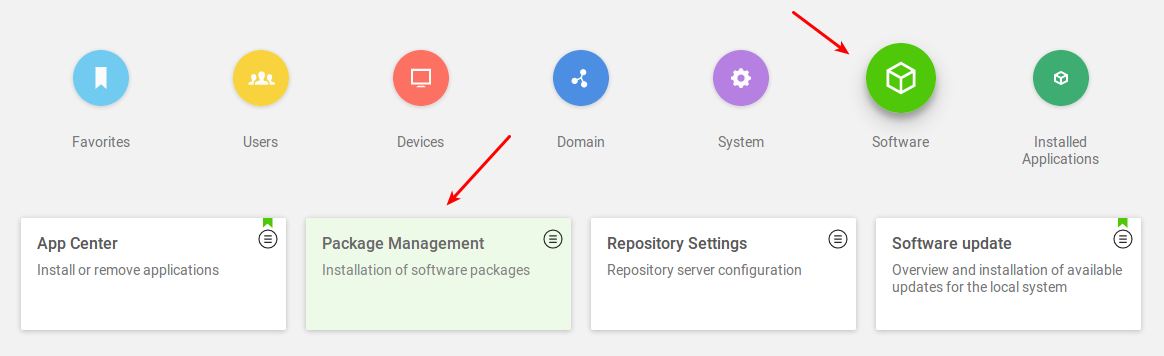 Favorites
Users
Devices
Domain
System
Software
Installed
Applications
App Center
Install or remove applications
Package Management
Installation of software packages
Repository Settings
Repository server configuration
Software update
Overview and installation of available
updates for the local system